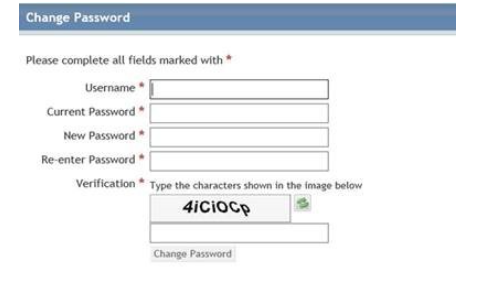 Change Password
Please complete all fields marked with *
Username *
Current Password *
New Password *
Re-enter Password *
Verification * Type the characters shown in the image below
4iCiOCp
Change Password